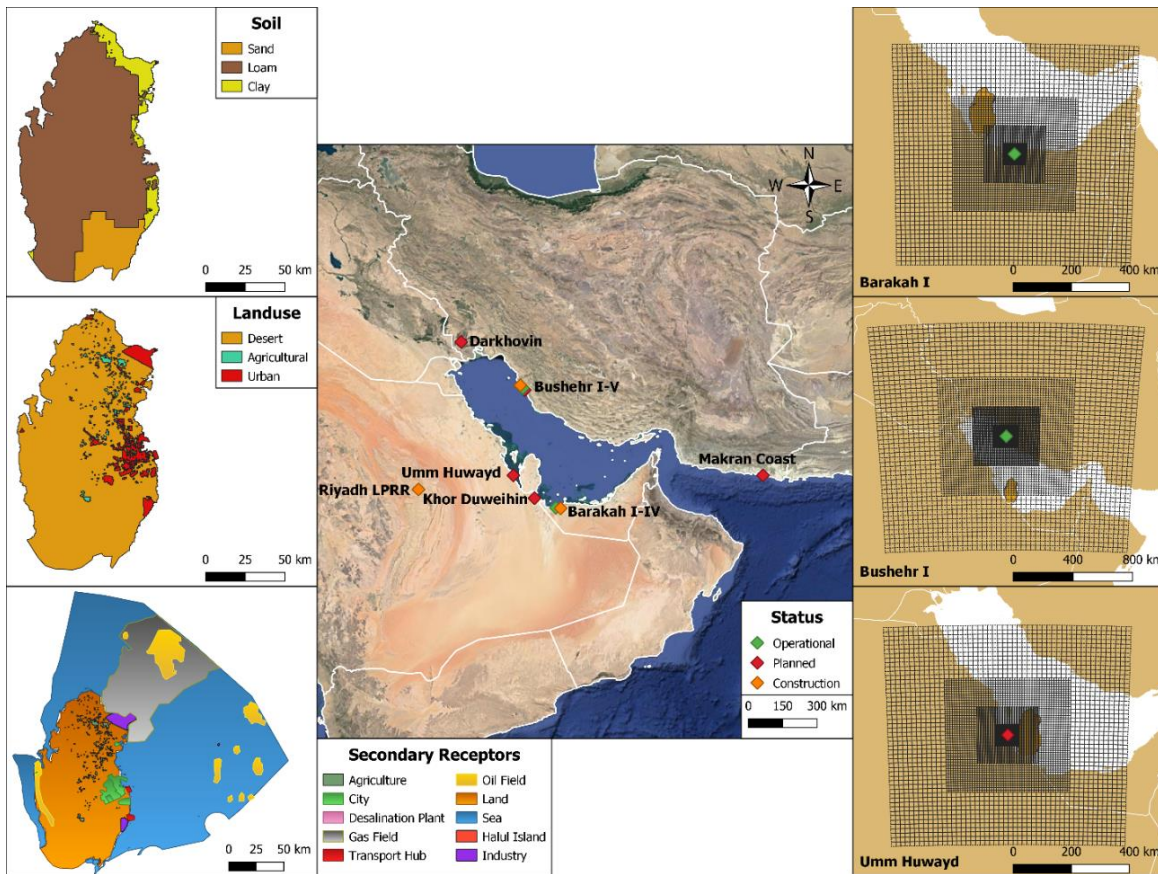 Soil
Sand
Loam
Clay
0 25 50 km
Landuse
Desert
Agricultural
Urban
0 25 50 km
0 25 50 km
N
W E
S
Darkhovin
Bushehr I-V
Umm Huwayd
Makran Coast
Riyadh LPRR
Khor Duweihin
Barakah I-IV
Status
Operational
Planned
Construction
0 150 300 km
Secondary Receptors
Agriculture
City
Desalination Plant
Gas Field
Transport Hub
Oil Field
Land
Sea
Halul Island
Industry
0 200 400 km
Barakah I
0 400 800 km
Bushehr I
0 200 400 km
Umm Huwayd